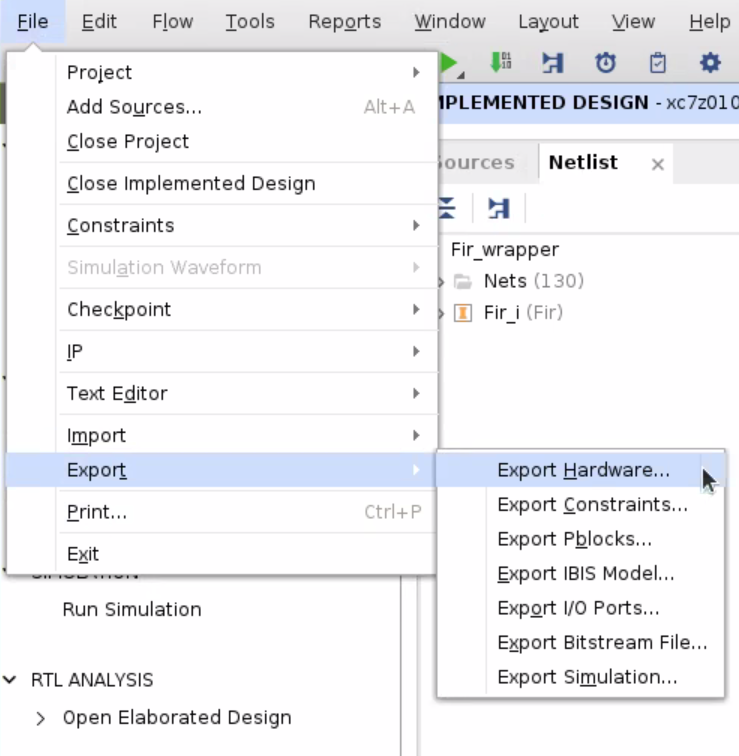 File Edit Flow Tools Reports Window Layout View Help
Project
Add Sources... Alt+A
Close Project
Close Implemented Design
Constraints
Simulation Waveform
Checkpoint
IP
Text Editor
Import
Export
Print... Ctrl+P
Exit
MPLEMENTED DESIGN - xc7z010
ources Netlist
Fir_wrapper
Nets (130)
Fir_i (Fir)
Export Hardware...
Export Constraints...
Export Pblocks...
Export IBIS Model...
Export I/O Ports...
Export Bitstream File...
Export Simulation...
Run Simulation
RTL ANALYSIS
Open Elaborated Design